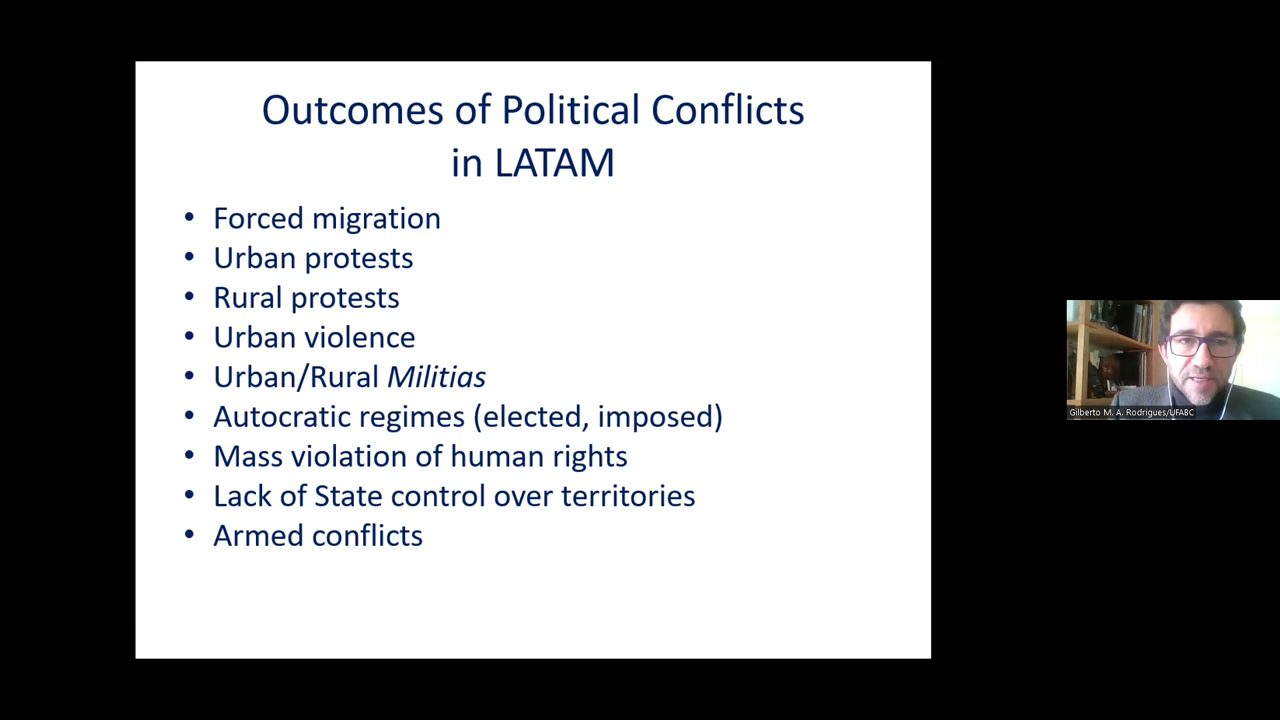 Outcomes of Political Conflicts
in LATAM
• Forced migration
• Urban protests
• Rural protests
• Urban violence
• Urban/Rural Militias
• Autocratic regimes (elected, imposed)
• Mass violation of human rights
• Lack of State control over territories
• Armed conflicts
Gilberto M. A. Rodrigues/UFABC